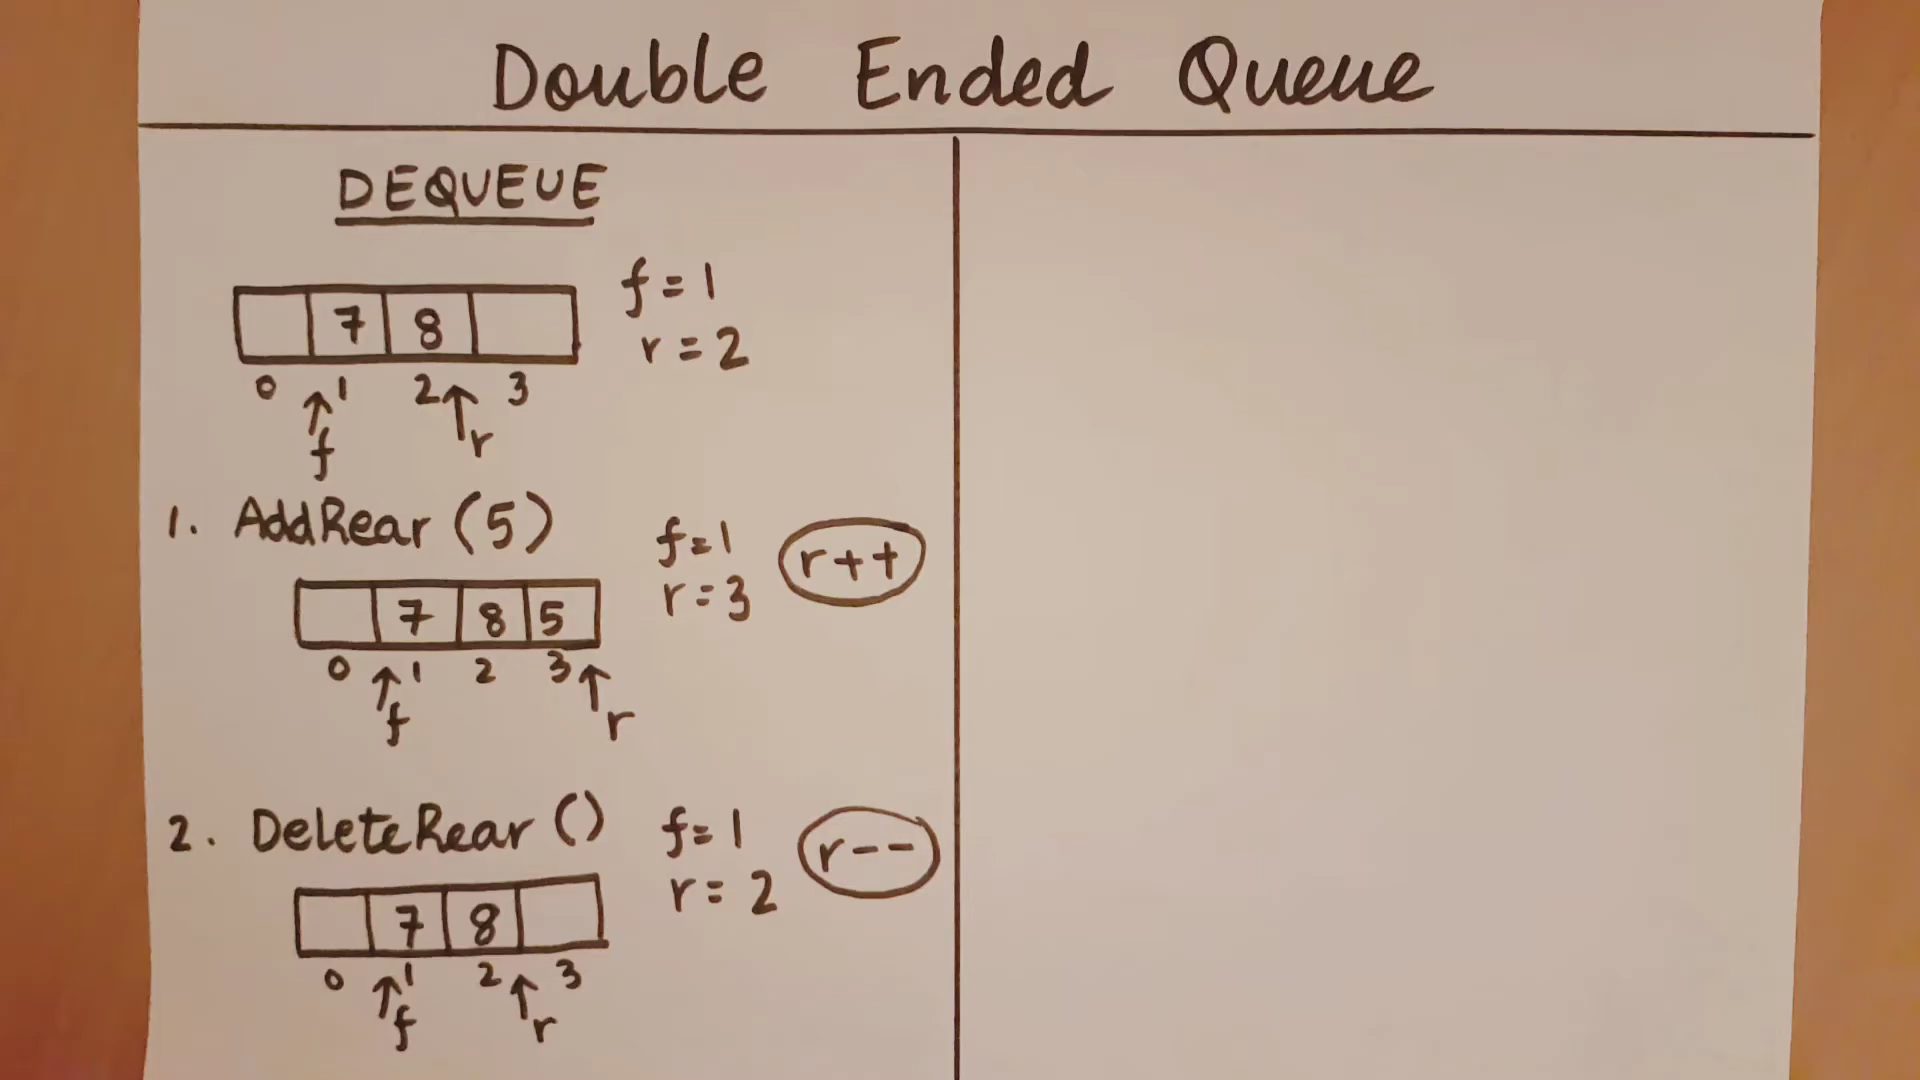 Double Ended Queue
DEQUEUE
7 8
f = 1
r = 2
0 1 2 3
f r
1. AddRear (5)
f = 1
r = 3
r++
7 8 5
0 1 2 3
f r
2. DeleteRear ()
f = 1
r = 2
r--
7 8
0 1 2 3
f r